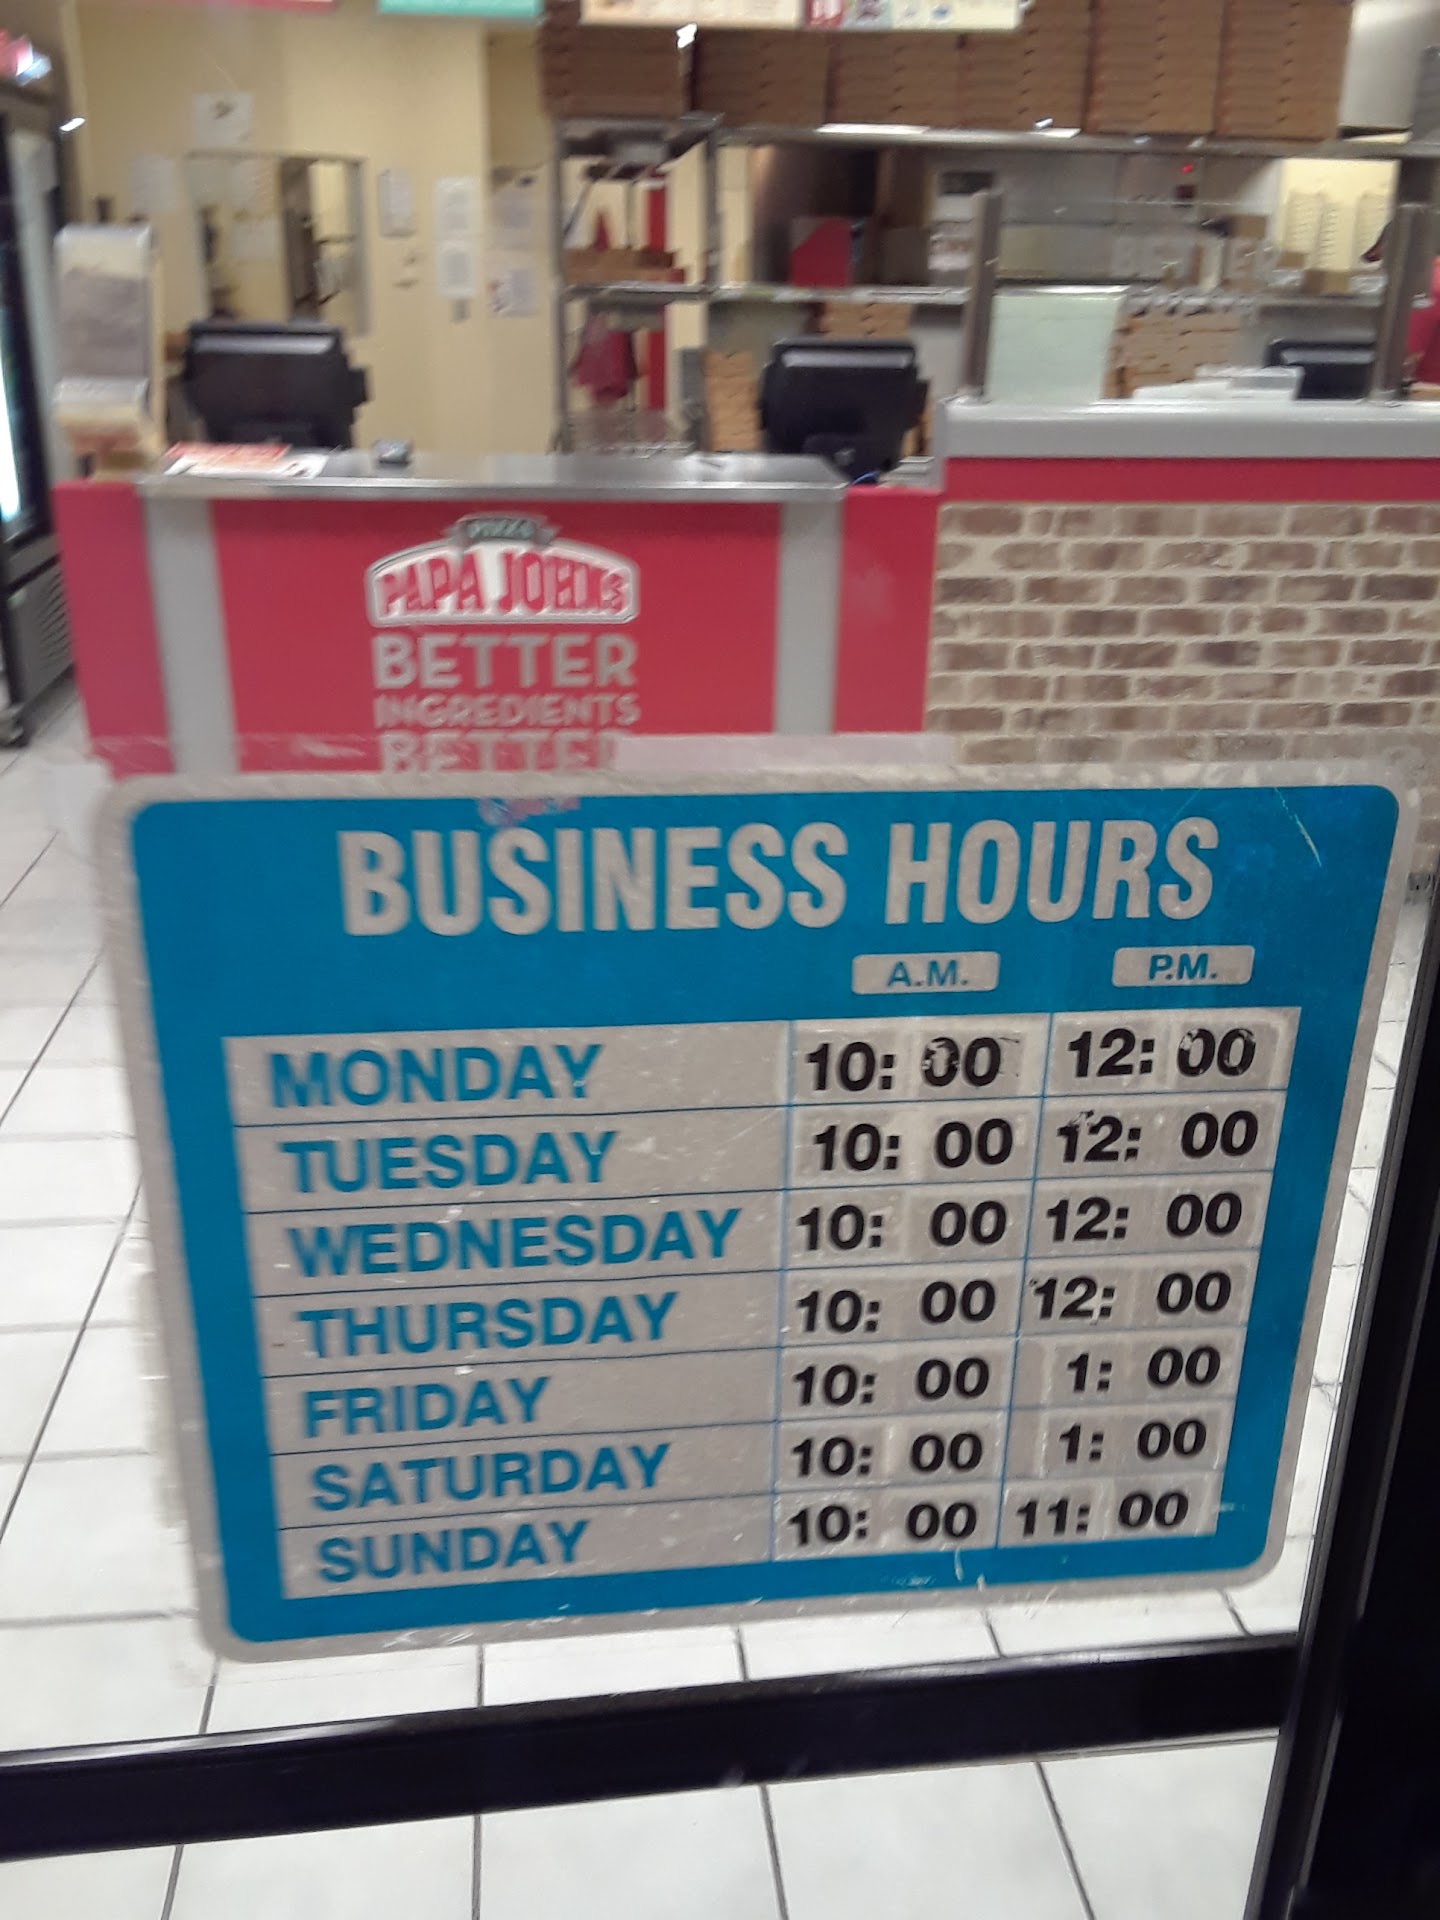 PIZZA
PAPA JOHN'S
BETTER
INGREDIENTS
BETTER
BUSINESS HOURS
A.M. P.M.
MONDAY 10: 00 12: 00
TUESDAY 10: 00 12: 00
WEDNESDAY 10: 00 12: 00
THURSDAY 10: 00 12: 00
FRIDAY 10: 00 1: 00
SATURDAY 10: 00 1: 00
SUNDAY 10: 00 11: 00